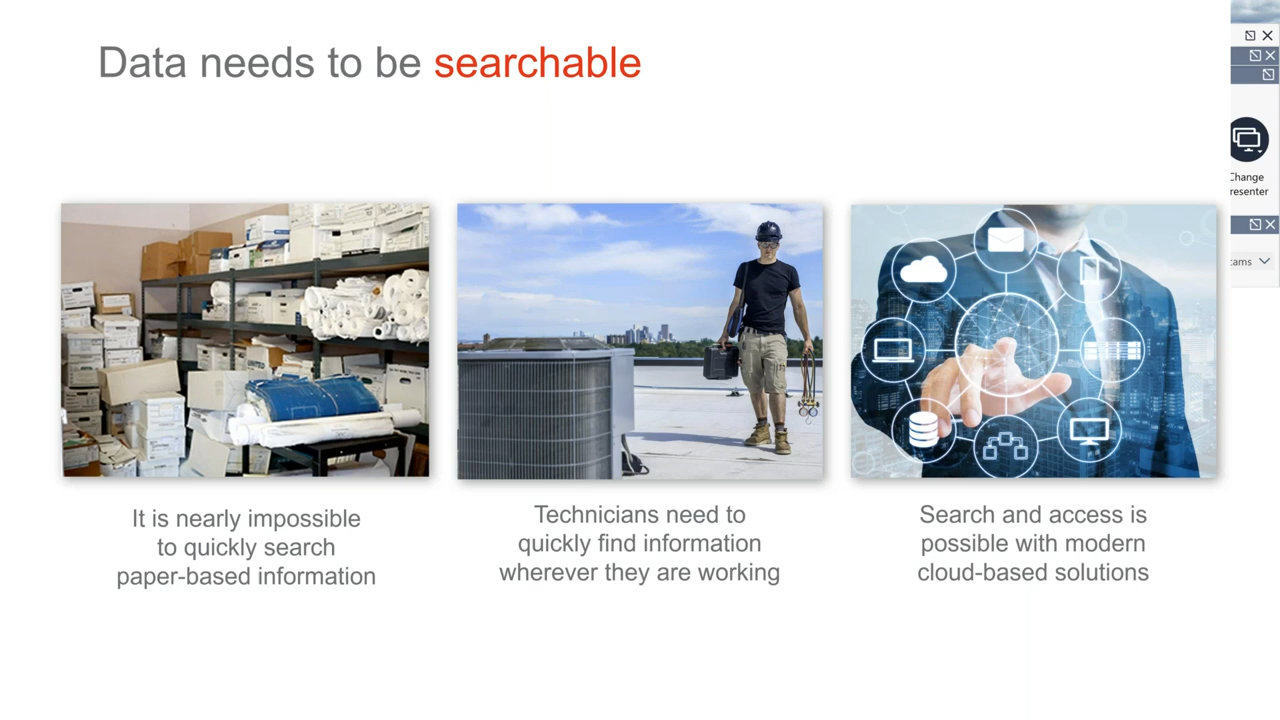 Data needs to be searchable
It is nearly impossible
to quickly search
paper-based information
Technicians need to
quickly find information
wherever they are working
Search and access is
possible with modern
cloud-based solutions
Change
resenter
cams